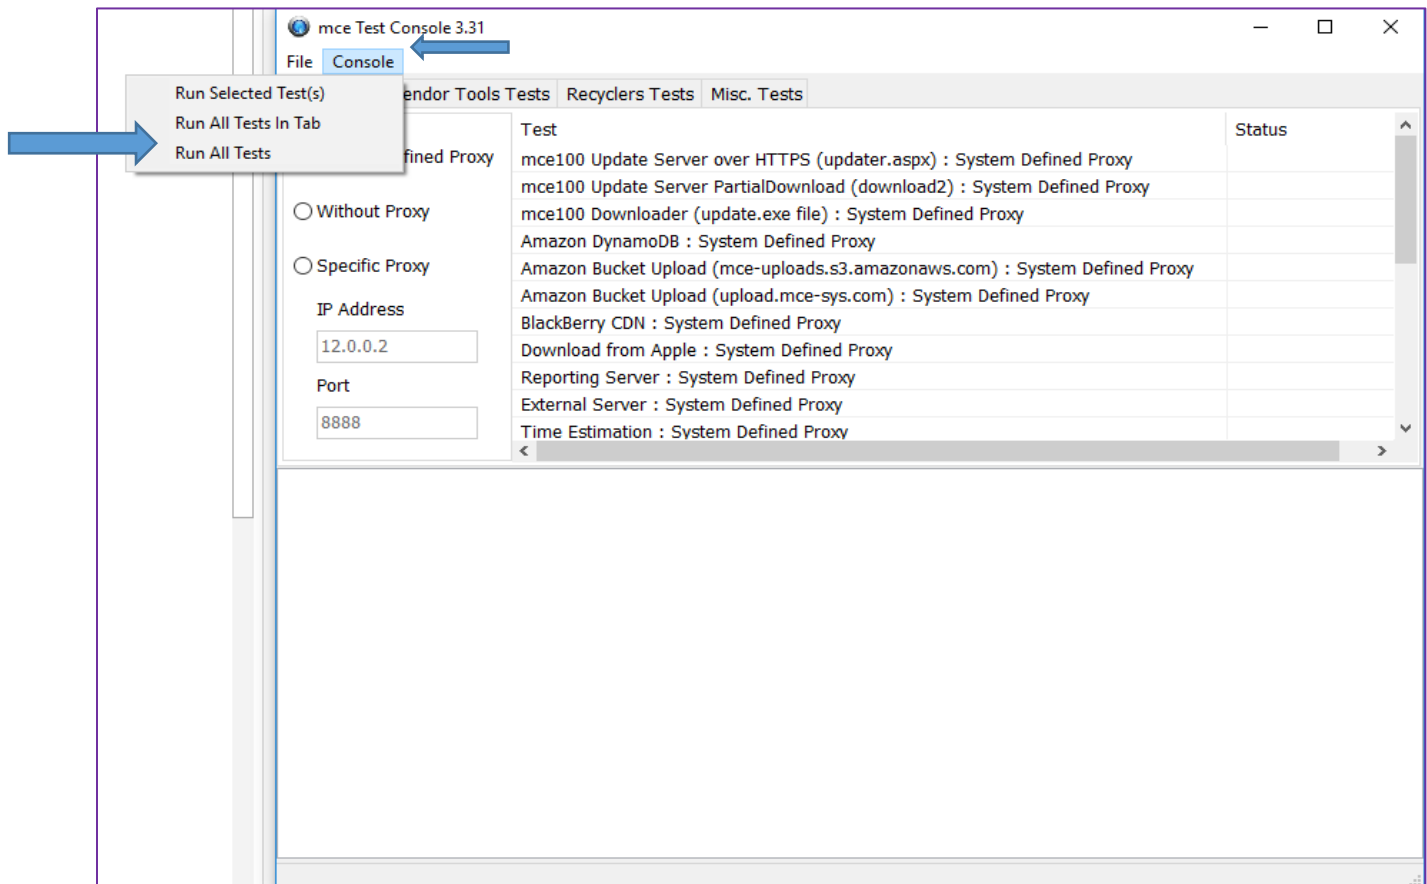 mce Test Console 3.31
File Console
Run Selected Test(s)
Run All Tests In Tab
Run All Tests
endor Tools Tests Recyclers Tests Misc. Tests
fined Proxy
Without Proxy
Specific Proxy
IP Address
12.0.0.2
Port
8888
Test Status
mce100 Update Server over HTTPS (updater.aspx) : System Defined Proxy
mce100 Update Server PartialDownload (download2) : System Defined Proxy
mce100 Downloader (update.exe file) : System Defined Proxy
Amazon DynamoDB : System Defined Proxy
Amazon Bucket Upload (mce-uploads.s3.amazonaws.com) : System Defined Proxy
Amazon Bucket Upload (upload.mce-sys.com) : System Defined Proxy
BlackBerry CDN : System Defined Proxy
Download from Apple : System Defined Proxy
Reporting Server : System Defined Proxy
External Server : System Defined Proxy
Time Estimation : System Defined Proxy